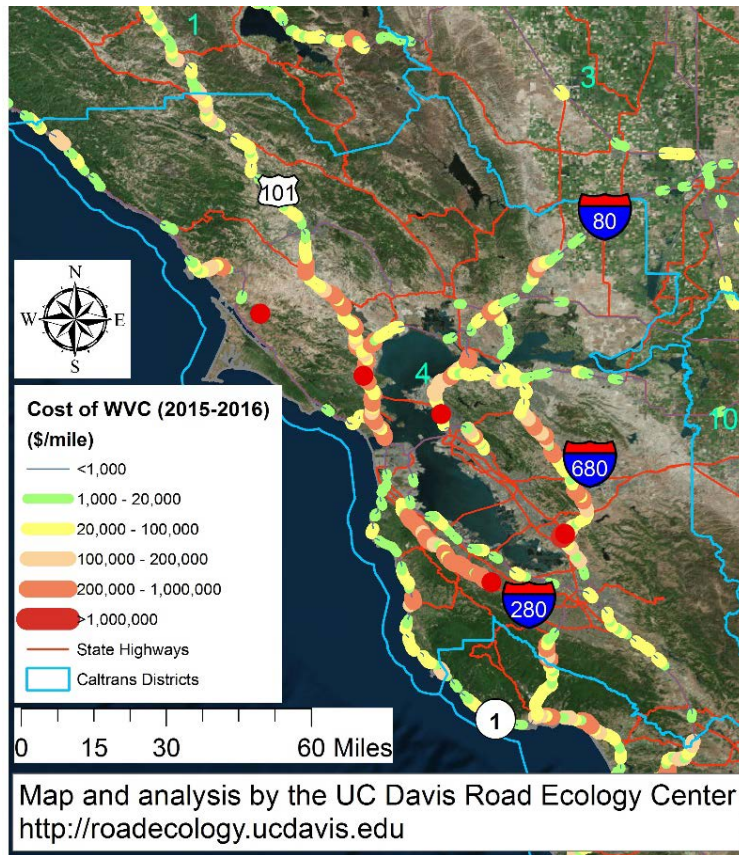 1
3
101
80
N
W E
S
4
10
Cost of WVC (2015-2016)
($/mile)
<1,000
1,000 - 20,000
20,000 - 100,000
100,000 - 200,000
200,000 - 1,000,000
>1,000,000
State Highways
Caltrans Districts
680
280
1
0 15 30 60 Miles
Map and analysis by the UC Davis Road Ecology Center
http://roadecology.ucdavis.edu